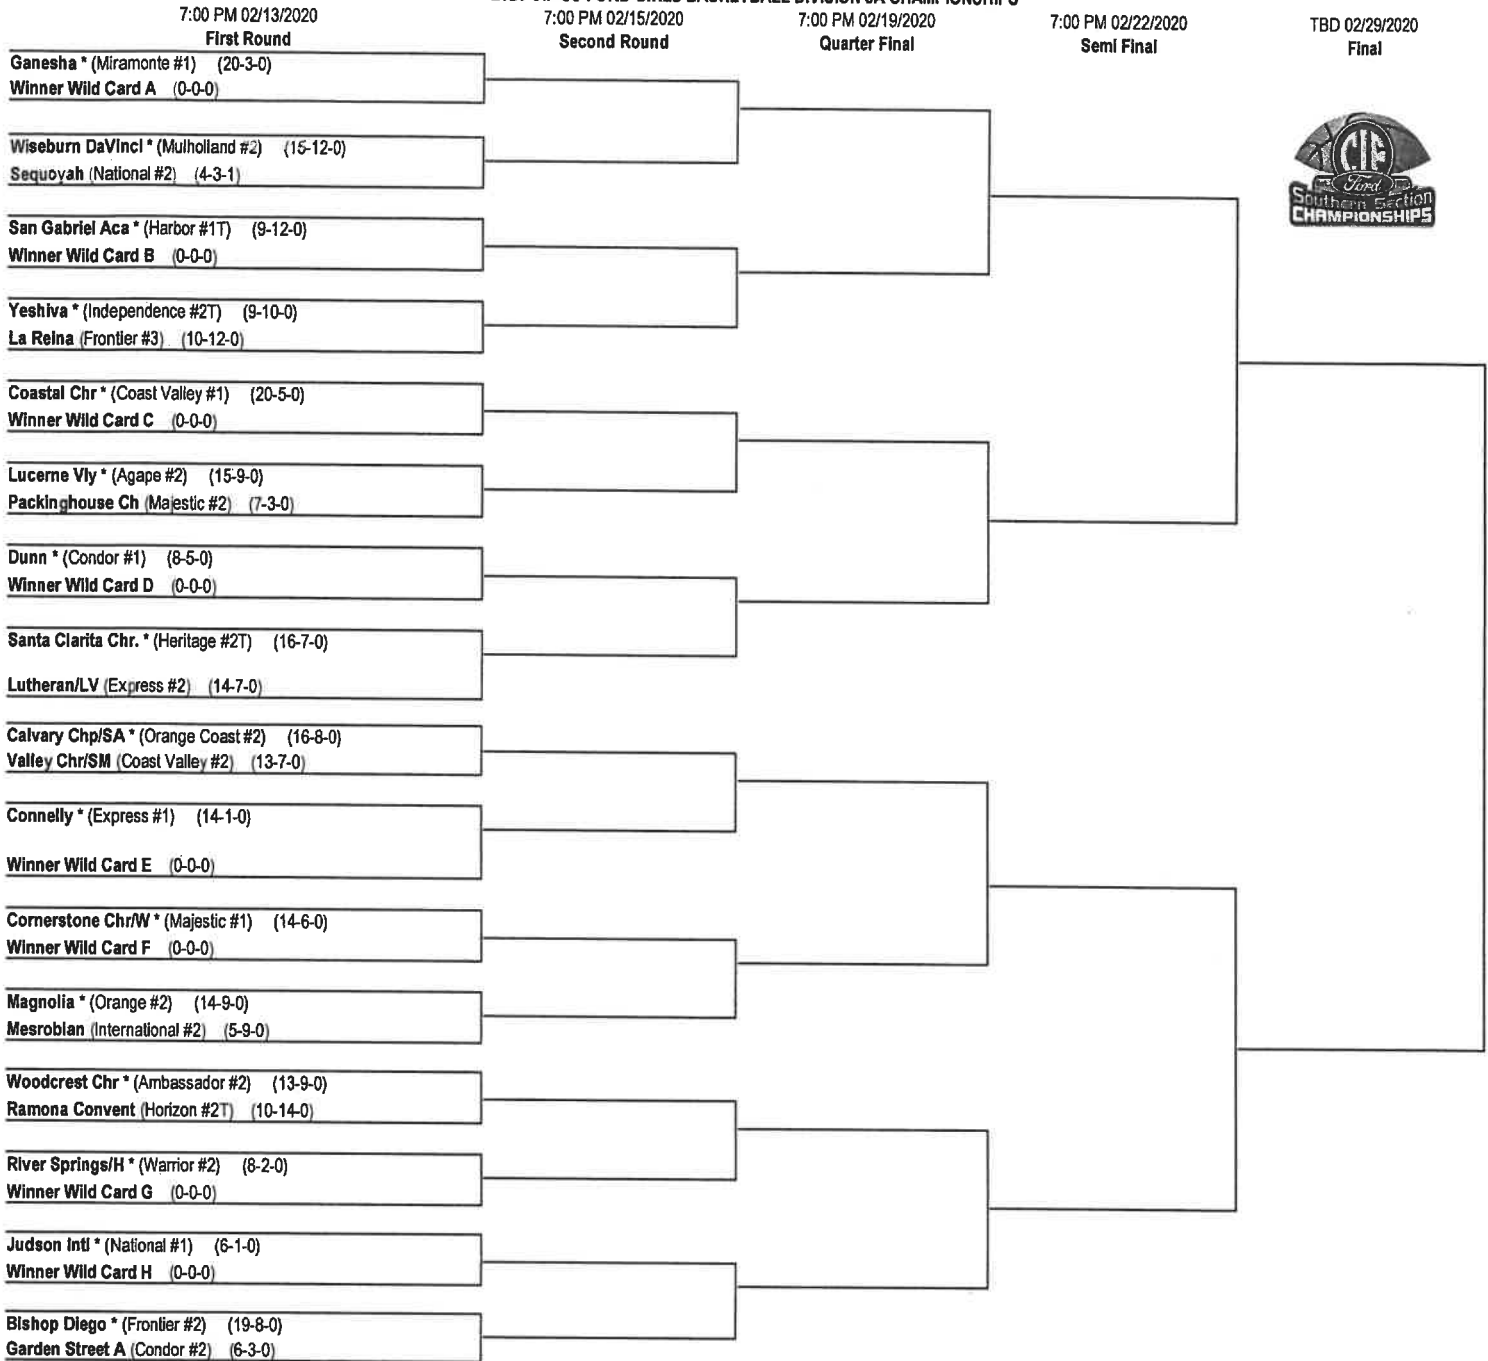 GIRLS BASKETBALL DIVISION 5A CHAMPIONSHIPS
7:00 PM 02/13/2020
First Round
7:00 PM 02/15/2020
Second Round
7:00 PM 02/19/2020
Quarter Final
7:00 PM 02/22/2020
Semi Final
TBD 02/29/2020
Final
CIF
Ford
Southern Section
CHAMPIONSHIPS
Ganesha * (Miramonte #1) (20-3-0)
Winner Wild Card A (0-0-0)
Wiseburn DaVinci * (Mulholland #2) (15-12-0)
Sequoyah (National #2) (4-3-1)
San Gabriel Aca * (Harbor #1T) (9-12-0)
Winner Wild Card B (0-0-0)
Yeshiva * (Independence #2T) (9-10-0)
La Reina (Frontier #3) (10-12-0)
Coastal Chr * (Coast Valley #1) (20-5-0)
Winner Wild Card C (0-0-0)
Lucerne Vly * (Agape #2) (15-9-0)
Packinghouse Ch (Majestic #2) (7-3-0)
Dunn * (Condor #1) (8-5-0)
Winner Wild Card D (0-0-0)
Santa Clarita Chr. * (Heritage #2T) (16-7-0)
Lutheran/LV (Express #2) (14-7-0)
Calvary Chp/SA * (Orange Coast #2) (16-8-0)
Valley Chr/SM (Coast Valley #2) (13-7-0)
Connelly * (Express #1) (14-1-0)
Winner Wild Card E (0-0-0)
Cornerstone Chr/W * (Majestic #1) (14-6-0)
Winner Wild Card F (0-0-0)
Magnolia * (Orange #2) (14-9-0)
Mesrobian (International #2) (5-9-0)
Woodcrest Chr * (Ambassador #2) (13-9-0)
Ramona Convent (Horizon #2T) (10-14-0)
River Springs/H * (Warrior #2) (8-2-0)
Winner Wild Card G (0-0-0)
Judson Intl * (National #1) (6-1-0)
Winner Wild Card H (0-0-0)
Bishop Diego * (Frontier #2) (19-8-0)
Garden Street A (Condor #2) (6-3-0)